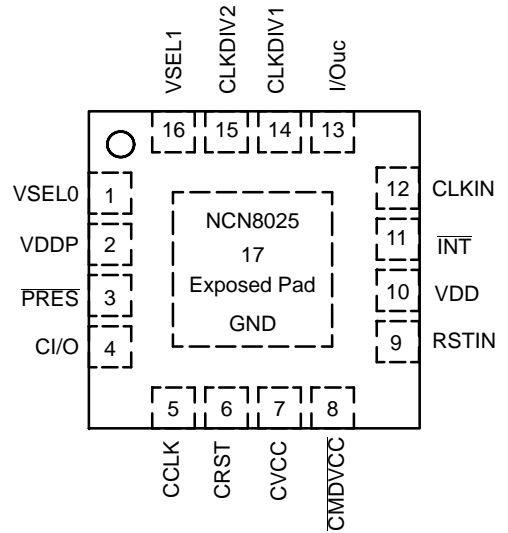 VSEL1
CLKDIV2
CLKDIV1
I/Ouc
16
15
14
13
VSEL0
1
VDDP
2
PRES
3
CI/O
4
NCN8025
17
Exposed Pad
GND
12
CLKIN
11
INT
10
VDD
9
RSTIN
5
6
7
8
CCLK
CRST
CVCC
CMDVCC